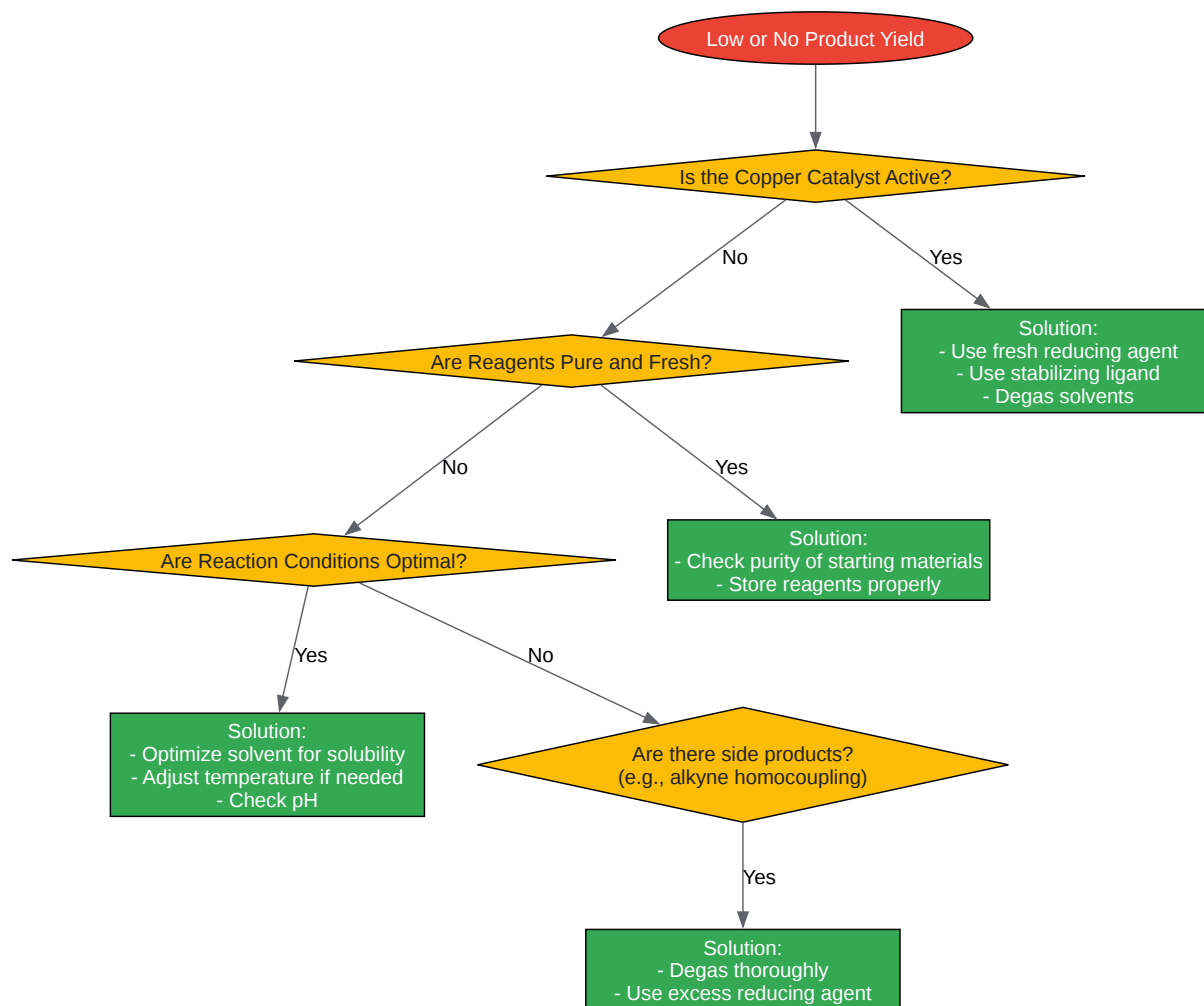 Low or No Product Yield
Is the Copper Catalyst Active?
No
Yes
Solution:
- Use fresh reducing agent
- Use stabilizing ligand
- Degas solvents
Are Reagents Pure and Fresh?
No
Yes
Solution:
- Check purity of starting materials
- Store reagents properly
Are Reaction Conditions Optimal?
Yes
No
Solution:
- Optimize solvent for solubility
- Adjust temperature if needed
- Check pH
Are there side products?
(e.g., alkyne homocoupling)
Yes
Solution:
- Degas thoroughly
- Use excess reducing agent